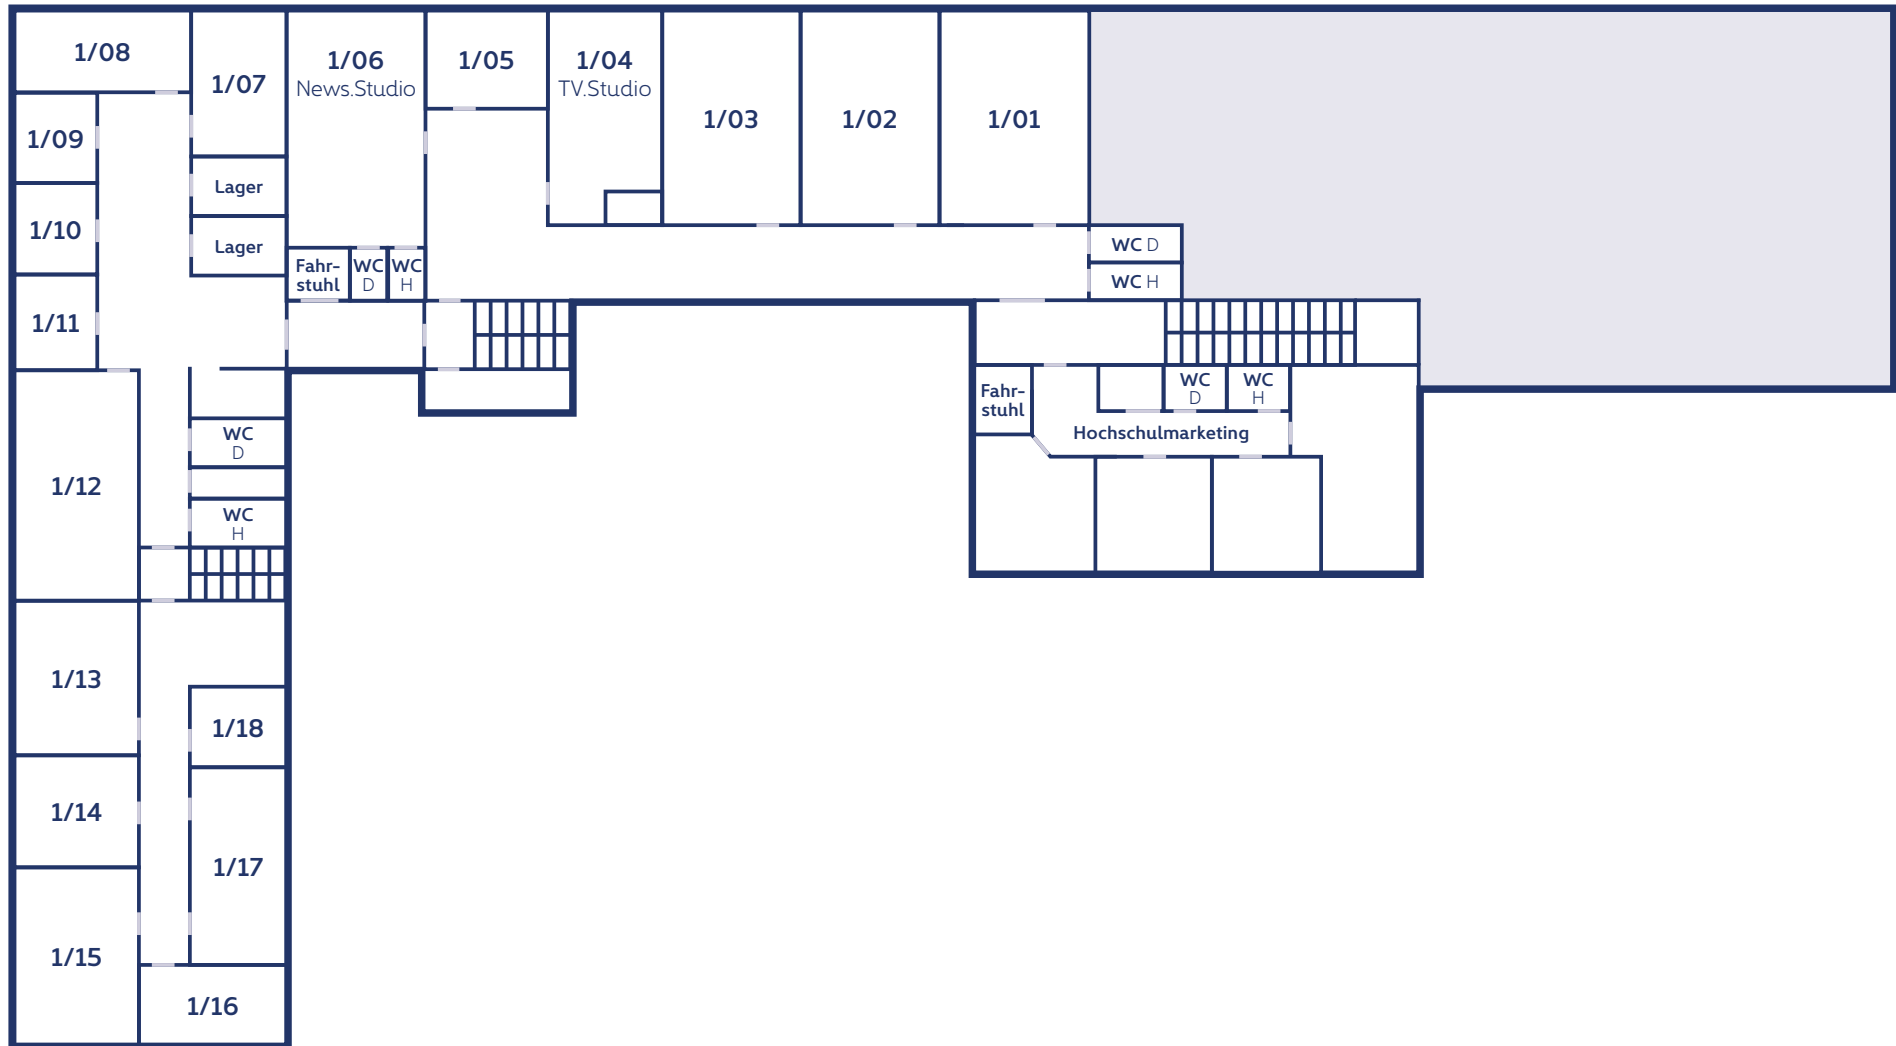 1/08
1/07
1/06
News.Studio
1/05
1/04
TV.Studio
1/03
1/02
1/01
1/09
Lager
1/10
Lager
WC D
WC H
Fahr-
stuhl
WC
D
WC
H
1/11
Fahr-
stuhl
WC
D
WC
H
Hochschulmarketing
WC
D
1/12
WC
H
1/13
1/18
1/14
1/17
1/15
1/16